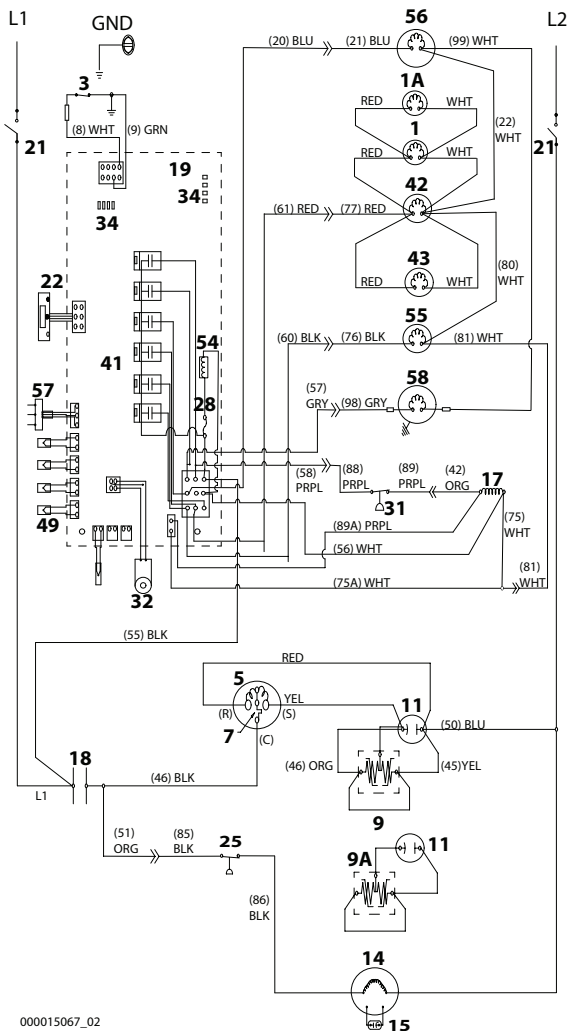 L1
GND
L2
56
(20) BLU
(21) BLU
(99) WHT
3
1A
RED
WHT
(22)
WHT
(8) WHT
(9) GRN
1
RED
WHT
21
21
19
34
34
42
(61) RED
(77) RED
43
RED
WHT
(80)
WHT
22
55
(60) BLK
(76) BLK
(81) WHT
54
41
57
28
58
(57)
GRY
(98) GRY
(58)
PRPL
(88)
PRPL
(89)
PRPL
(42)
ORG
17
31
49
(89A) PRPL
(75)
WHT
(56) WHT
(81)
WHT
(75A) WHT
32
(55) BLK
RED
5
YEL
(R)
(S)
7
(C)
11
(50) BLU
18
(46) BLK
(46) ORG
(45)YEL
L1
9
(51)
ORG
(85)
BLK
25
11
9A
(86)
BLK
14
15
000015067_02